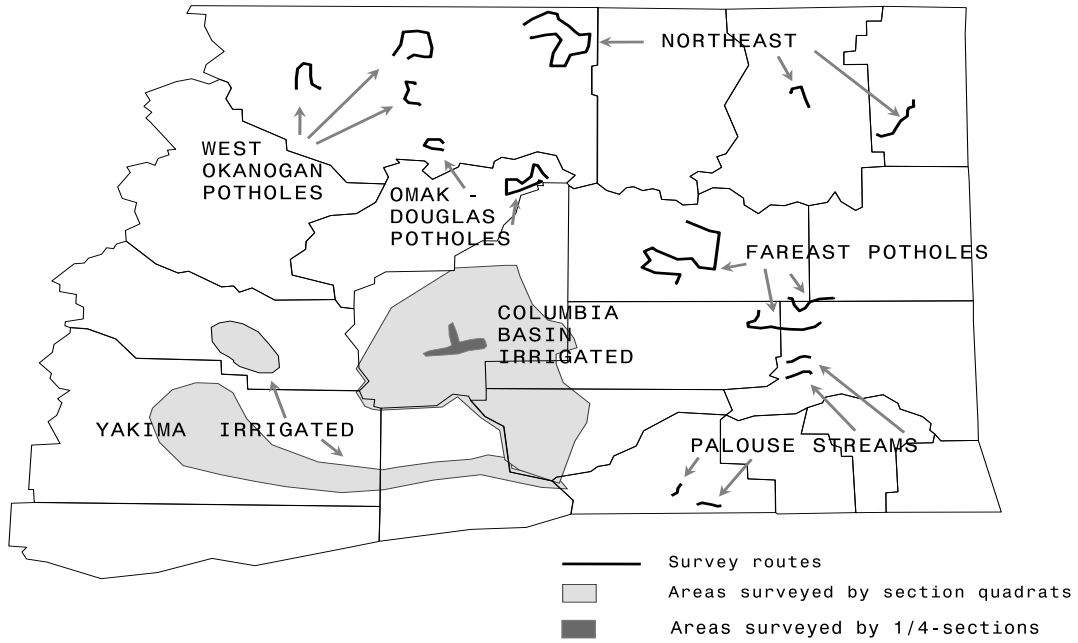 NORTHEAST
WEST
OKANOGAN
POTHOLES
OMAK -
DOUGLAS
POTHOLES
FAREAST POTHOLES
COLUMBIA
BASIN
IRRIGATED
YAKIMA IRRIGATED
PALOUSE STREAMS
Survey routes
Areas surveyed by section quadrats
Areas surveyed by 1/4-sections